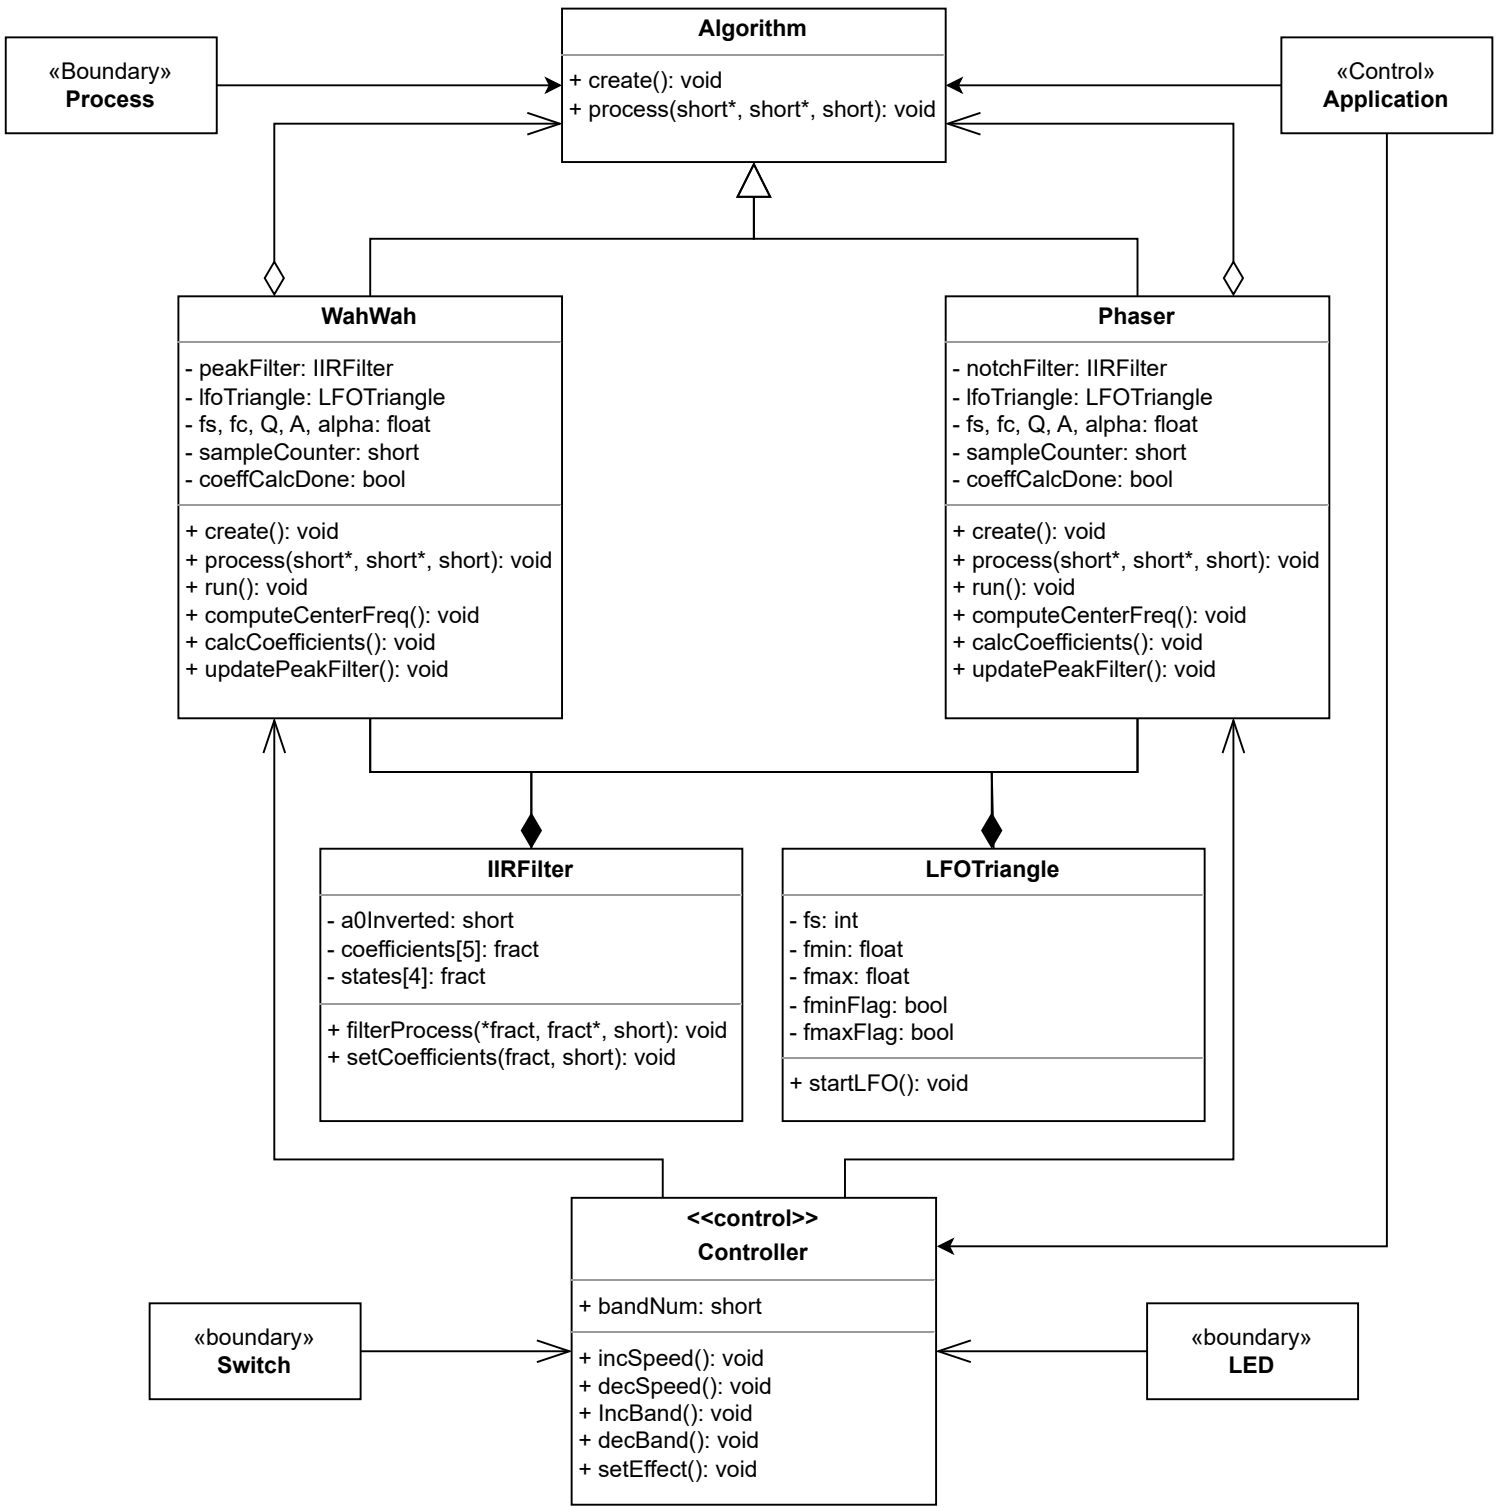 Algorithm
+ create(): void
+ process(short*, short*, short): void
«Boundary»
Process
«Control»
Application
WahWah
- peakFilter: IIRFilter
- lfoTriangle: LFOTriangle
- fs, fc, Q, A, alpha: float
- sampleCounter: short
- coeffCalcDone: bool
+ create(): void
+ process(short*, short*, short): void
+ run(): void
+ computeCenterFreq(): void
+ calcCoefficients(): void
+ updatePeakFilter(): void
Phaser
- notchFilter: IIRFilter
- lfoTriangle: LFOTriangle
- fs, fc, Q, A, alpha: float
- sampleCounter: short
- coeffCalcDone: bool
+ create(): void
+ process(short*, short*, short): void
+ run(): void
+ computeCenterFreq(): void
+ calcCoefficients(): void
+ updatePeakFilter(): void
IIRFilter
- a0Inverted: short
- coefficients[5]: fract
- states[4]: fract
+ filterProcess(*fract, fract*, short): void
+ setCoefficients(fract, short): void
LFOTriangle
- fs: int
- fmin: float
- fmax: float
- fminFlag: bool
- fmaxFlag: bool
+ startLFO(): void
<<control>>
Controller
+ bandNum: short
+ incSpeed(): void
+ decSpeed(): void
+ IncBand(): void
+ decBand(): void
+ setEffect(): void
«boundary»
Switch
«boundary»
LED